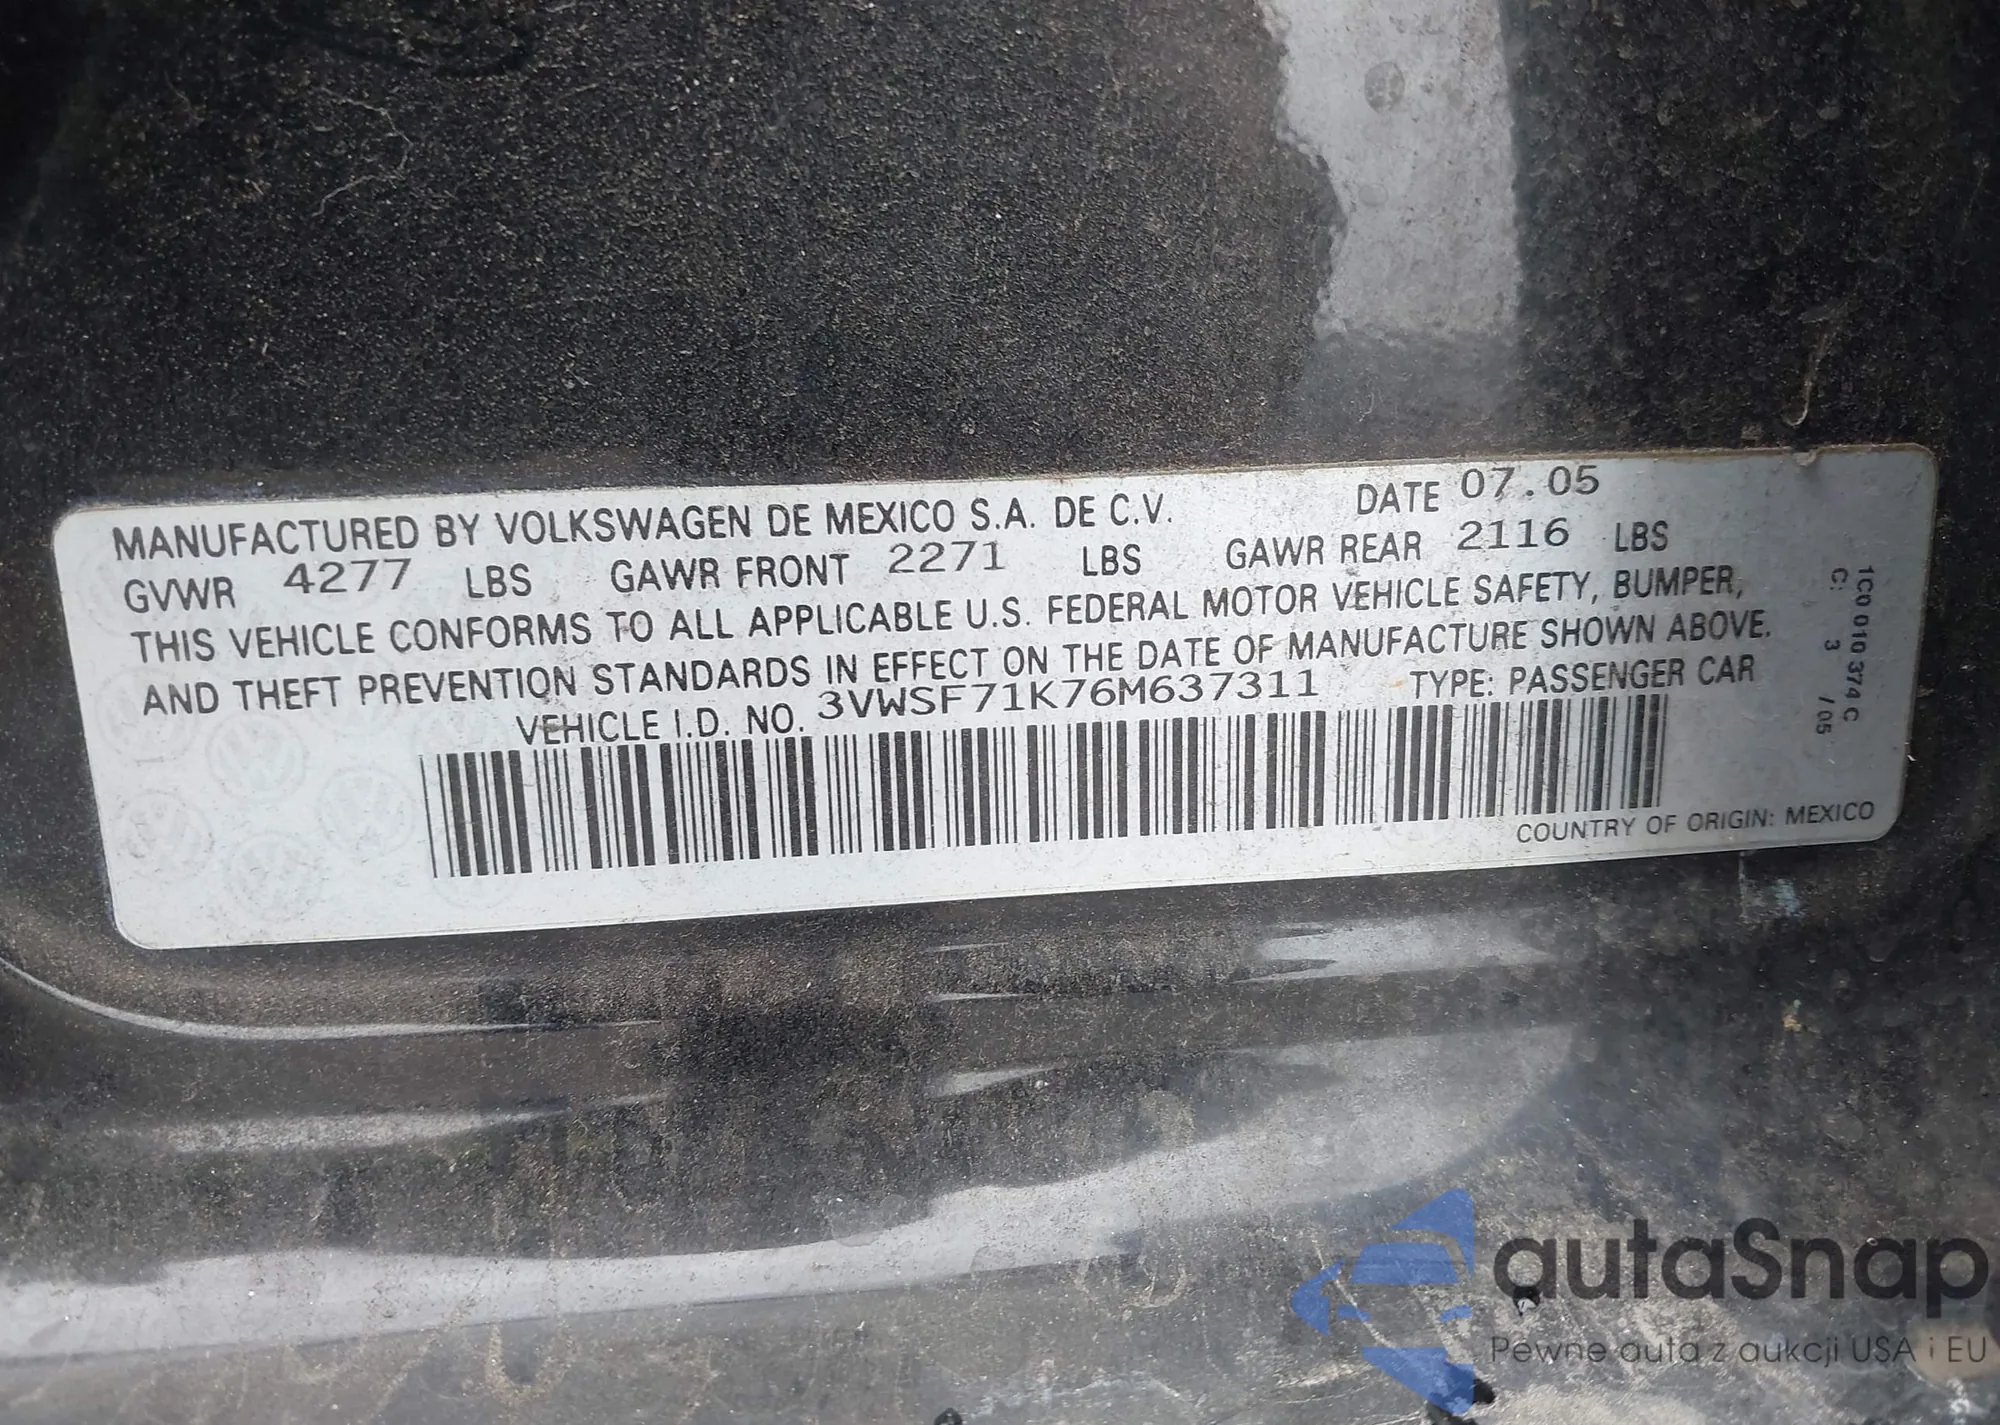 MANUFACTURED BY VOLKSWAGEN DE MEXICO S.A. DE C.V. DATE 07.05
GVWR 4277 LBS GAWR FRONT 2271 LBS GAWR REAR 2116 LBS
THIS VEHICLE CONFORMS TO ALL APPLICABLE U.S. FEDERAL MOTOR VEHICLE SAFETY, BUMPER,
AND THEFT PREVENTION STANDARDS IN EFFECT ON THE DATE OF MANUFACTURE SHOWN ABOVE.
VEHICLE I.D. NO. 3VWSF71K76M637311 TYPE: PASSENGER CAR
COUNTRY OF ORIGIN: MEXICO
1C0 010 374 C
C: 3 / 05
autaSnap
Pewne auta z aukcji USA i EU